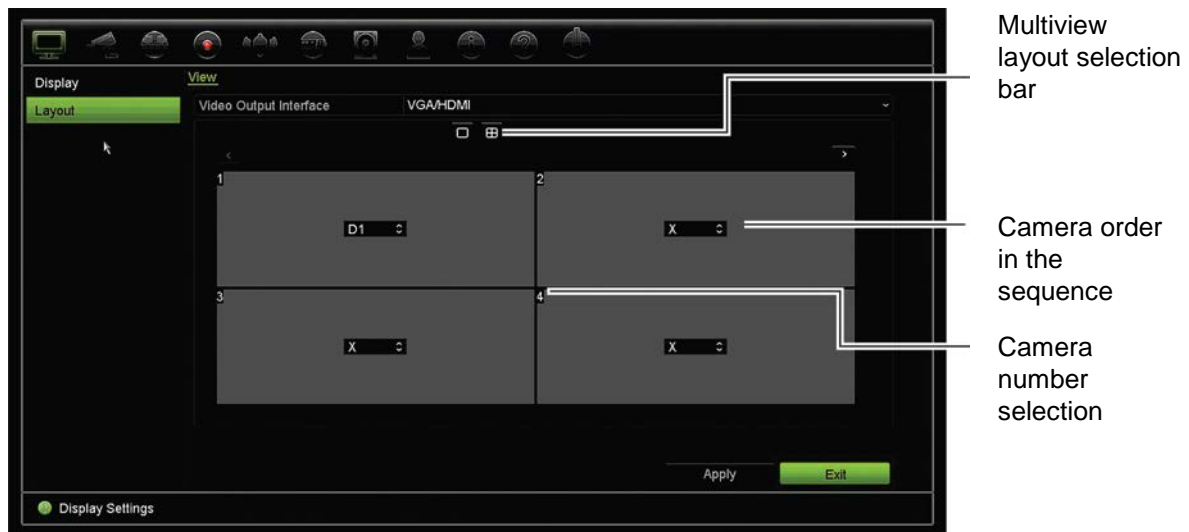 Display
View
Layout
Video Output Interface VGA/HDMI
1
2
D1
X
3
4
X
X
Apply
Exit
Display Settings
Multiview
layout selection
bar
Camera order
in the
sequence
Camera
number
selection